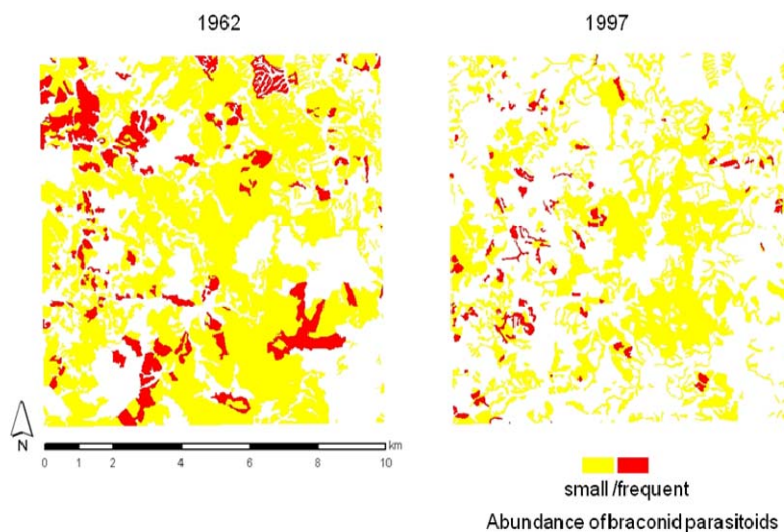 1962
1997
N
km
0 1 2 4 6 8 10
small /frequent
Abundance of braconid parasitoids